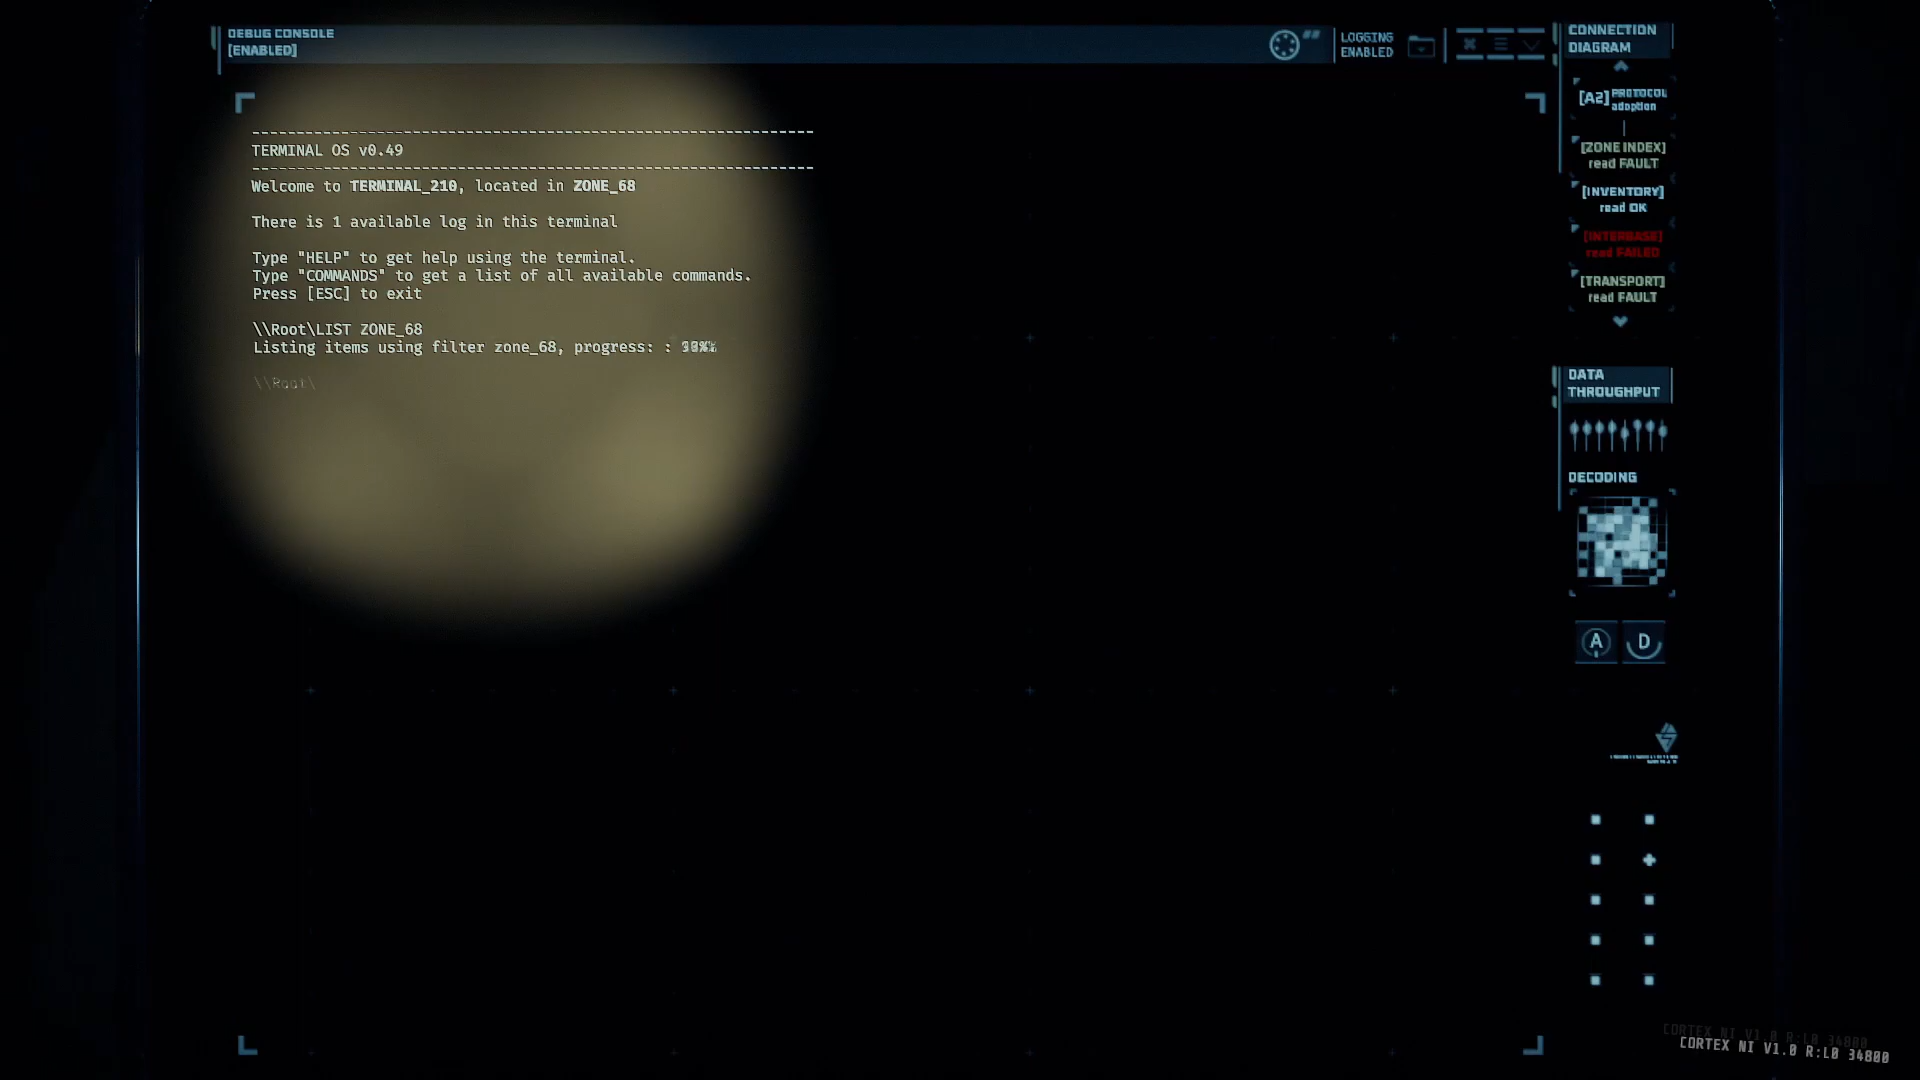 DEBUG CONSOLE
[ENABLED]
LOGGING
ENABLED
CONNECTION
DIAGRAM
[A2] PROTOCOL
adoption
[ZONE INDEX]
read FAULT
[INVENTORY]
read OK
[INTERBASE]
read FAILED
[TRANSPORT]
read FAULT
------------------------------------------------------------
TERMINAL OS v0.49
------------------------------------------------------------
Welcome to TERMINAL_210, located in ZONE_68
There is 1 available log in this terminal
Type "HELP" to get help using the terminal.
Type "COMMANDS" to get a list of all available commands.
Press [ESC] to exit
\\Root\LIST ZONE_68
Listing items using filter zone_68, progress: :
\\Root\
DATA
THROUGHPUT
DECODING
A D
CORTEX NI V1.0 R:L0 34800